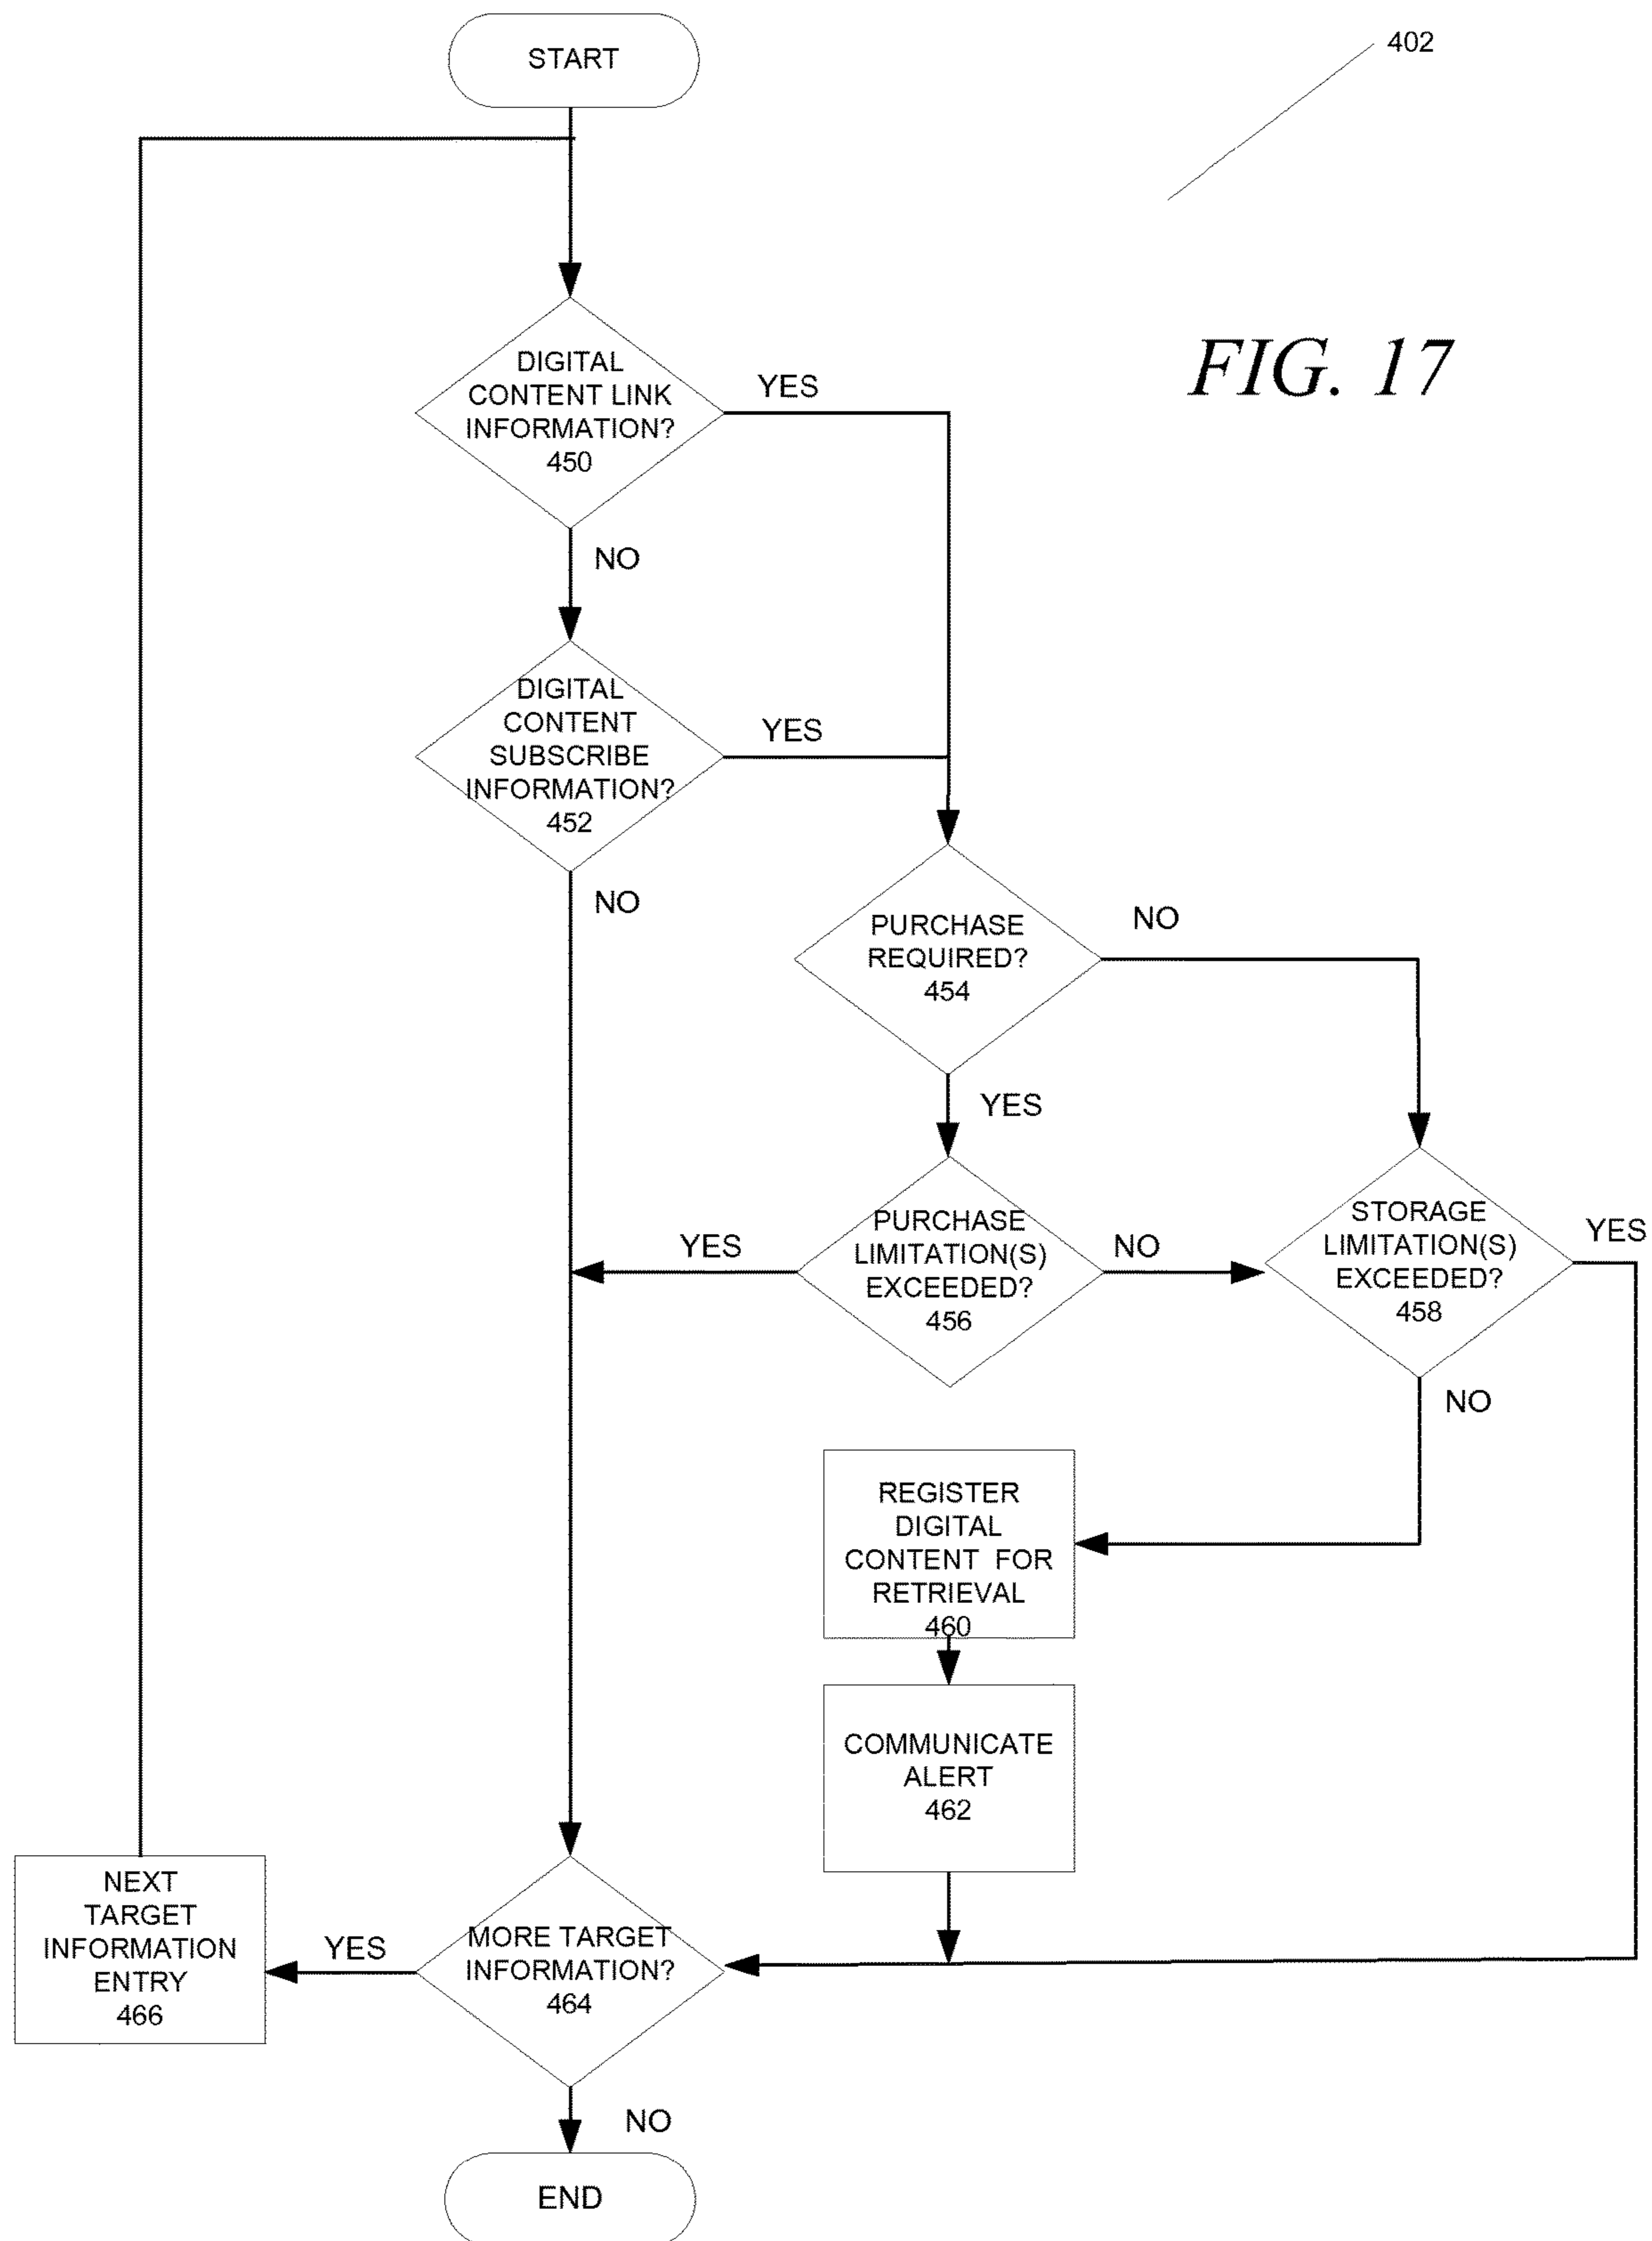 START
402
FIG. 17
DIGITAL
CONTENT LINK
INFORMATION?
450
YES
NO
DIGITAL
CONTENT
SUBSCRIBE
INFORMATION?
452
YES
NO
PURCHASE
REQUIRED?
454
NO
YES
PURCHASE
LIMITATION(S)
EXCEEDED?
456
YES
NO
STORAGE
LIMITATION(S)
EXCEEDED?
458
YES
NO
REGISTER
DIGITAL
CONTENT FOR
RETRIEVAL
460
COMMUNICATE
ALERT
462
MORE TARGET
INFORMATION?
464
YES
NEXT
TARGET
INFORMATION
ENTRY
466
NO
END